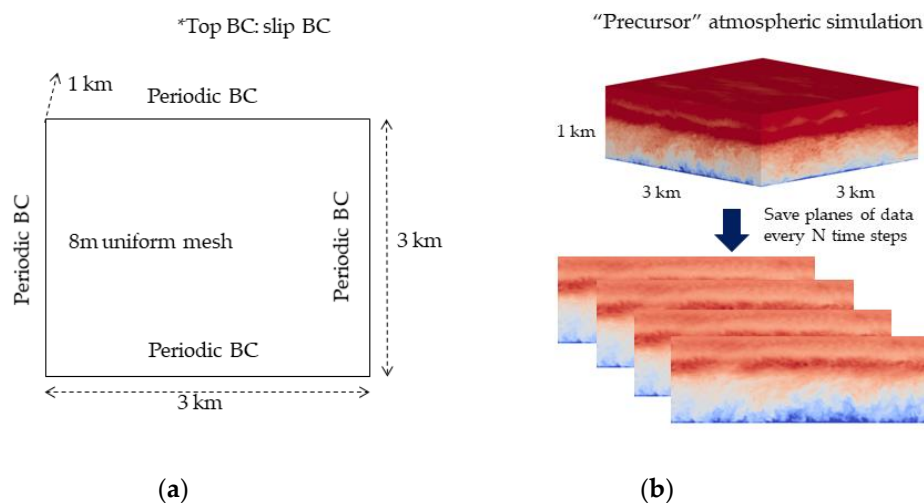 *Top BC: slip BC
1 km
Periodic BC
Periodic BC
8m uniform mesh
Periodic BC
3 km
Periodic BC
3 km
(a)
“Precursor” atmospheric simulation
1 km
3 km
3 km
Save planes of data
every N time steps
(b)